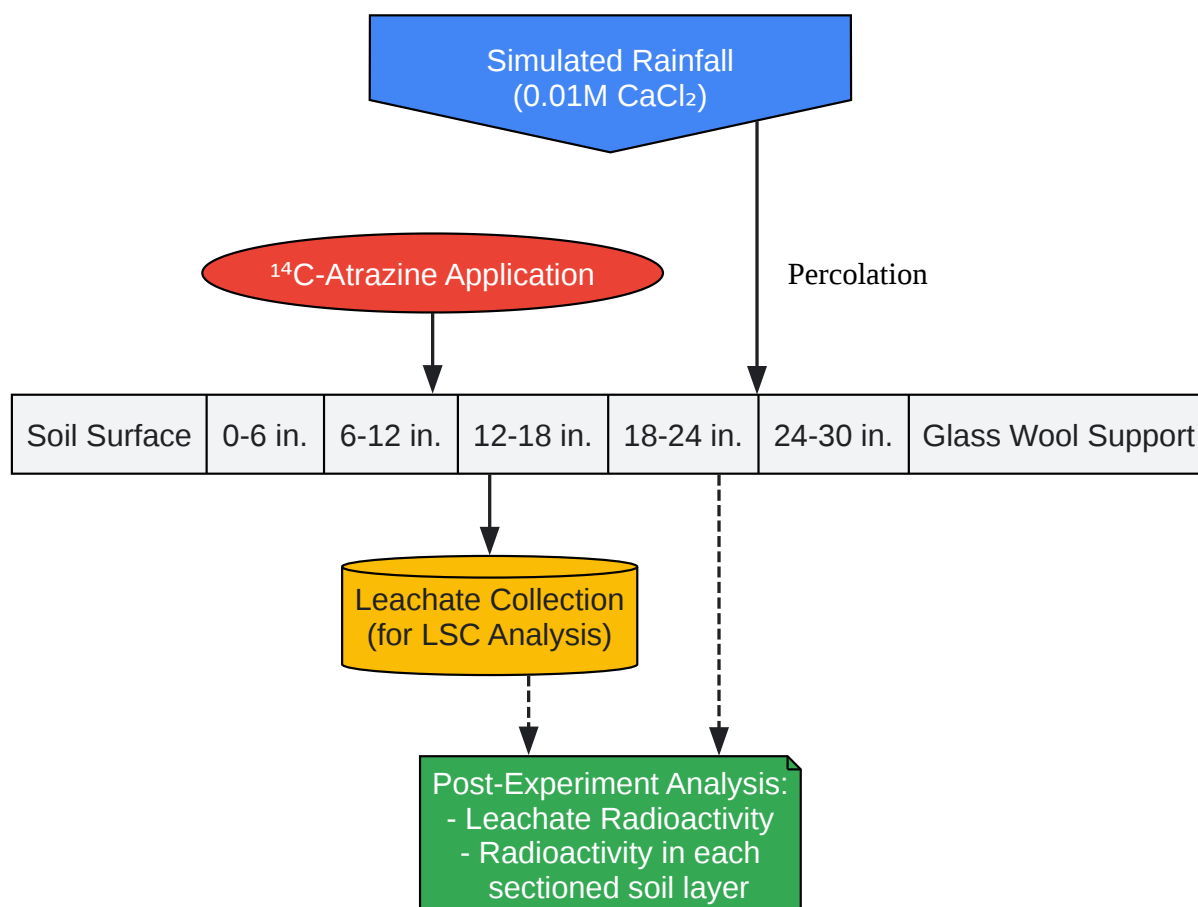 Simulated Rainfall
(0.01M CaCl₂)
¹⁴C-Atrazine Application
Percolation
Soil Surface
0-6 in.
6-12 in.
12-18 in.
18-24 in.
24-30 in.
Glass Wool Support
Leachate Collection
(for LSC Analysis)
Post-Experiment Analysis:
- Leachate Radioactivity
- Radioactivity in each
sectioned soil layer